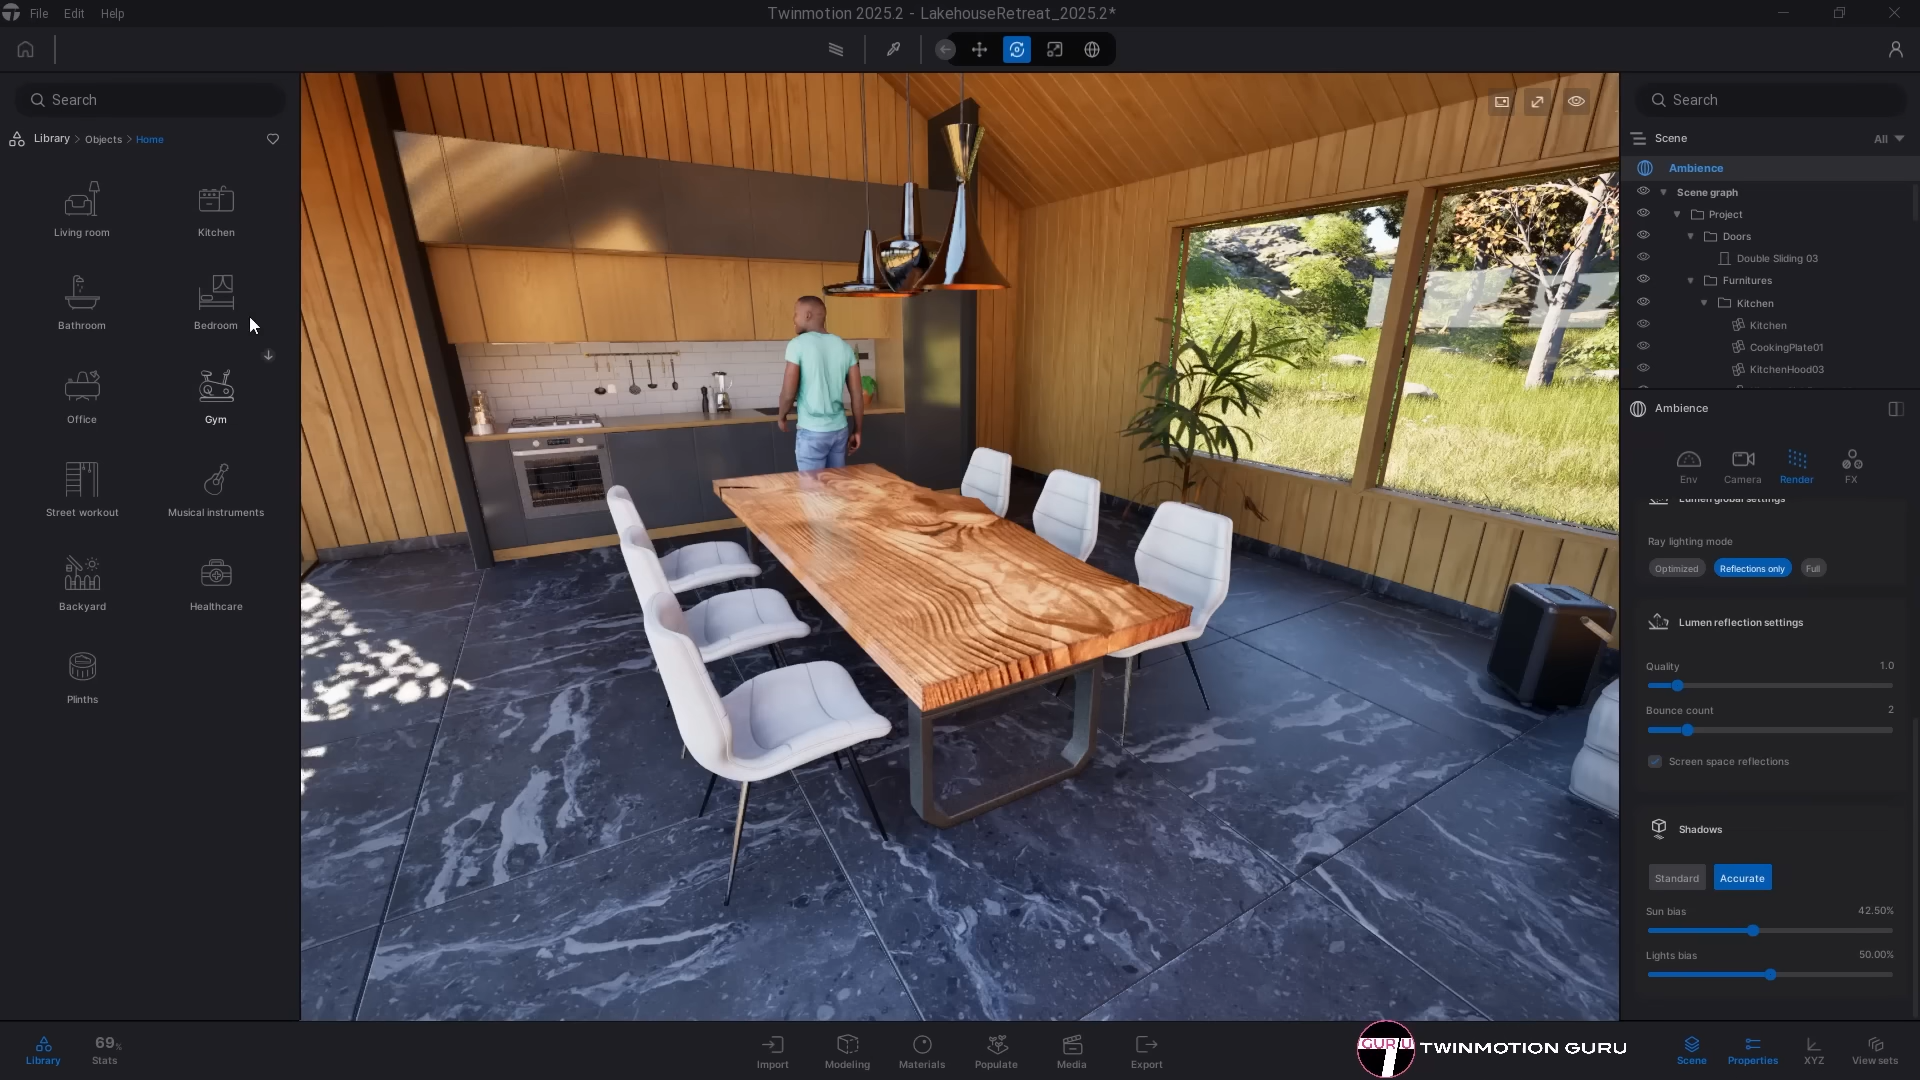 File Edit Help
Twinmotion 2025.2 - LakehouseRetreat_2025.2*
Search
Library > Objects > Home
Living room
Kitchen
Bathroom
Bedroom
Office
Gym
Street workout
Musical instruments
Backyard
Healthcare
Plinths
Search
Scene
All
Ambience
Scene graph
Project
Doors
Double Sliding 03
Furnitures
Kitchen
Kitchen
CookingPlate01
KitchenHood03
Ambience
Env
Camera
Render
FX
Lumen global settings
Ray lighting mode
Optimized
Reflections only
Full
Lumen reflection settings
Quality 1.0
Bounce count 2
Screen space reflections
Shadows
Standard
Accurate
Sun bias 42.50%
Lights bias 50.00%
Library
69%
Stats
Import
Modeling
Materials
Populate
Media
Export
GURU
T
TWINMOTION GURU
Scene
Properties
XYZ
View sets